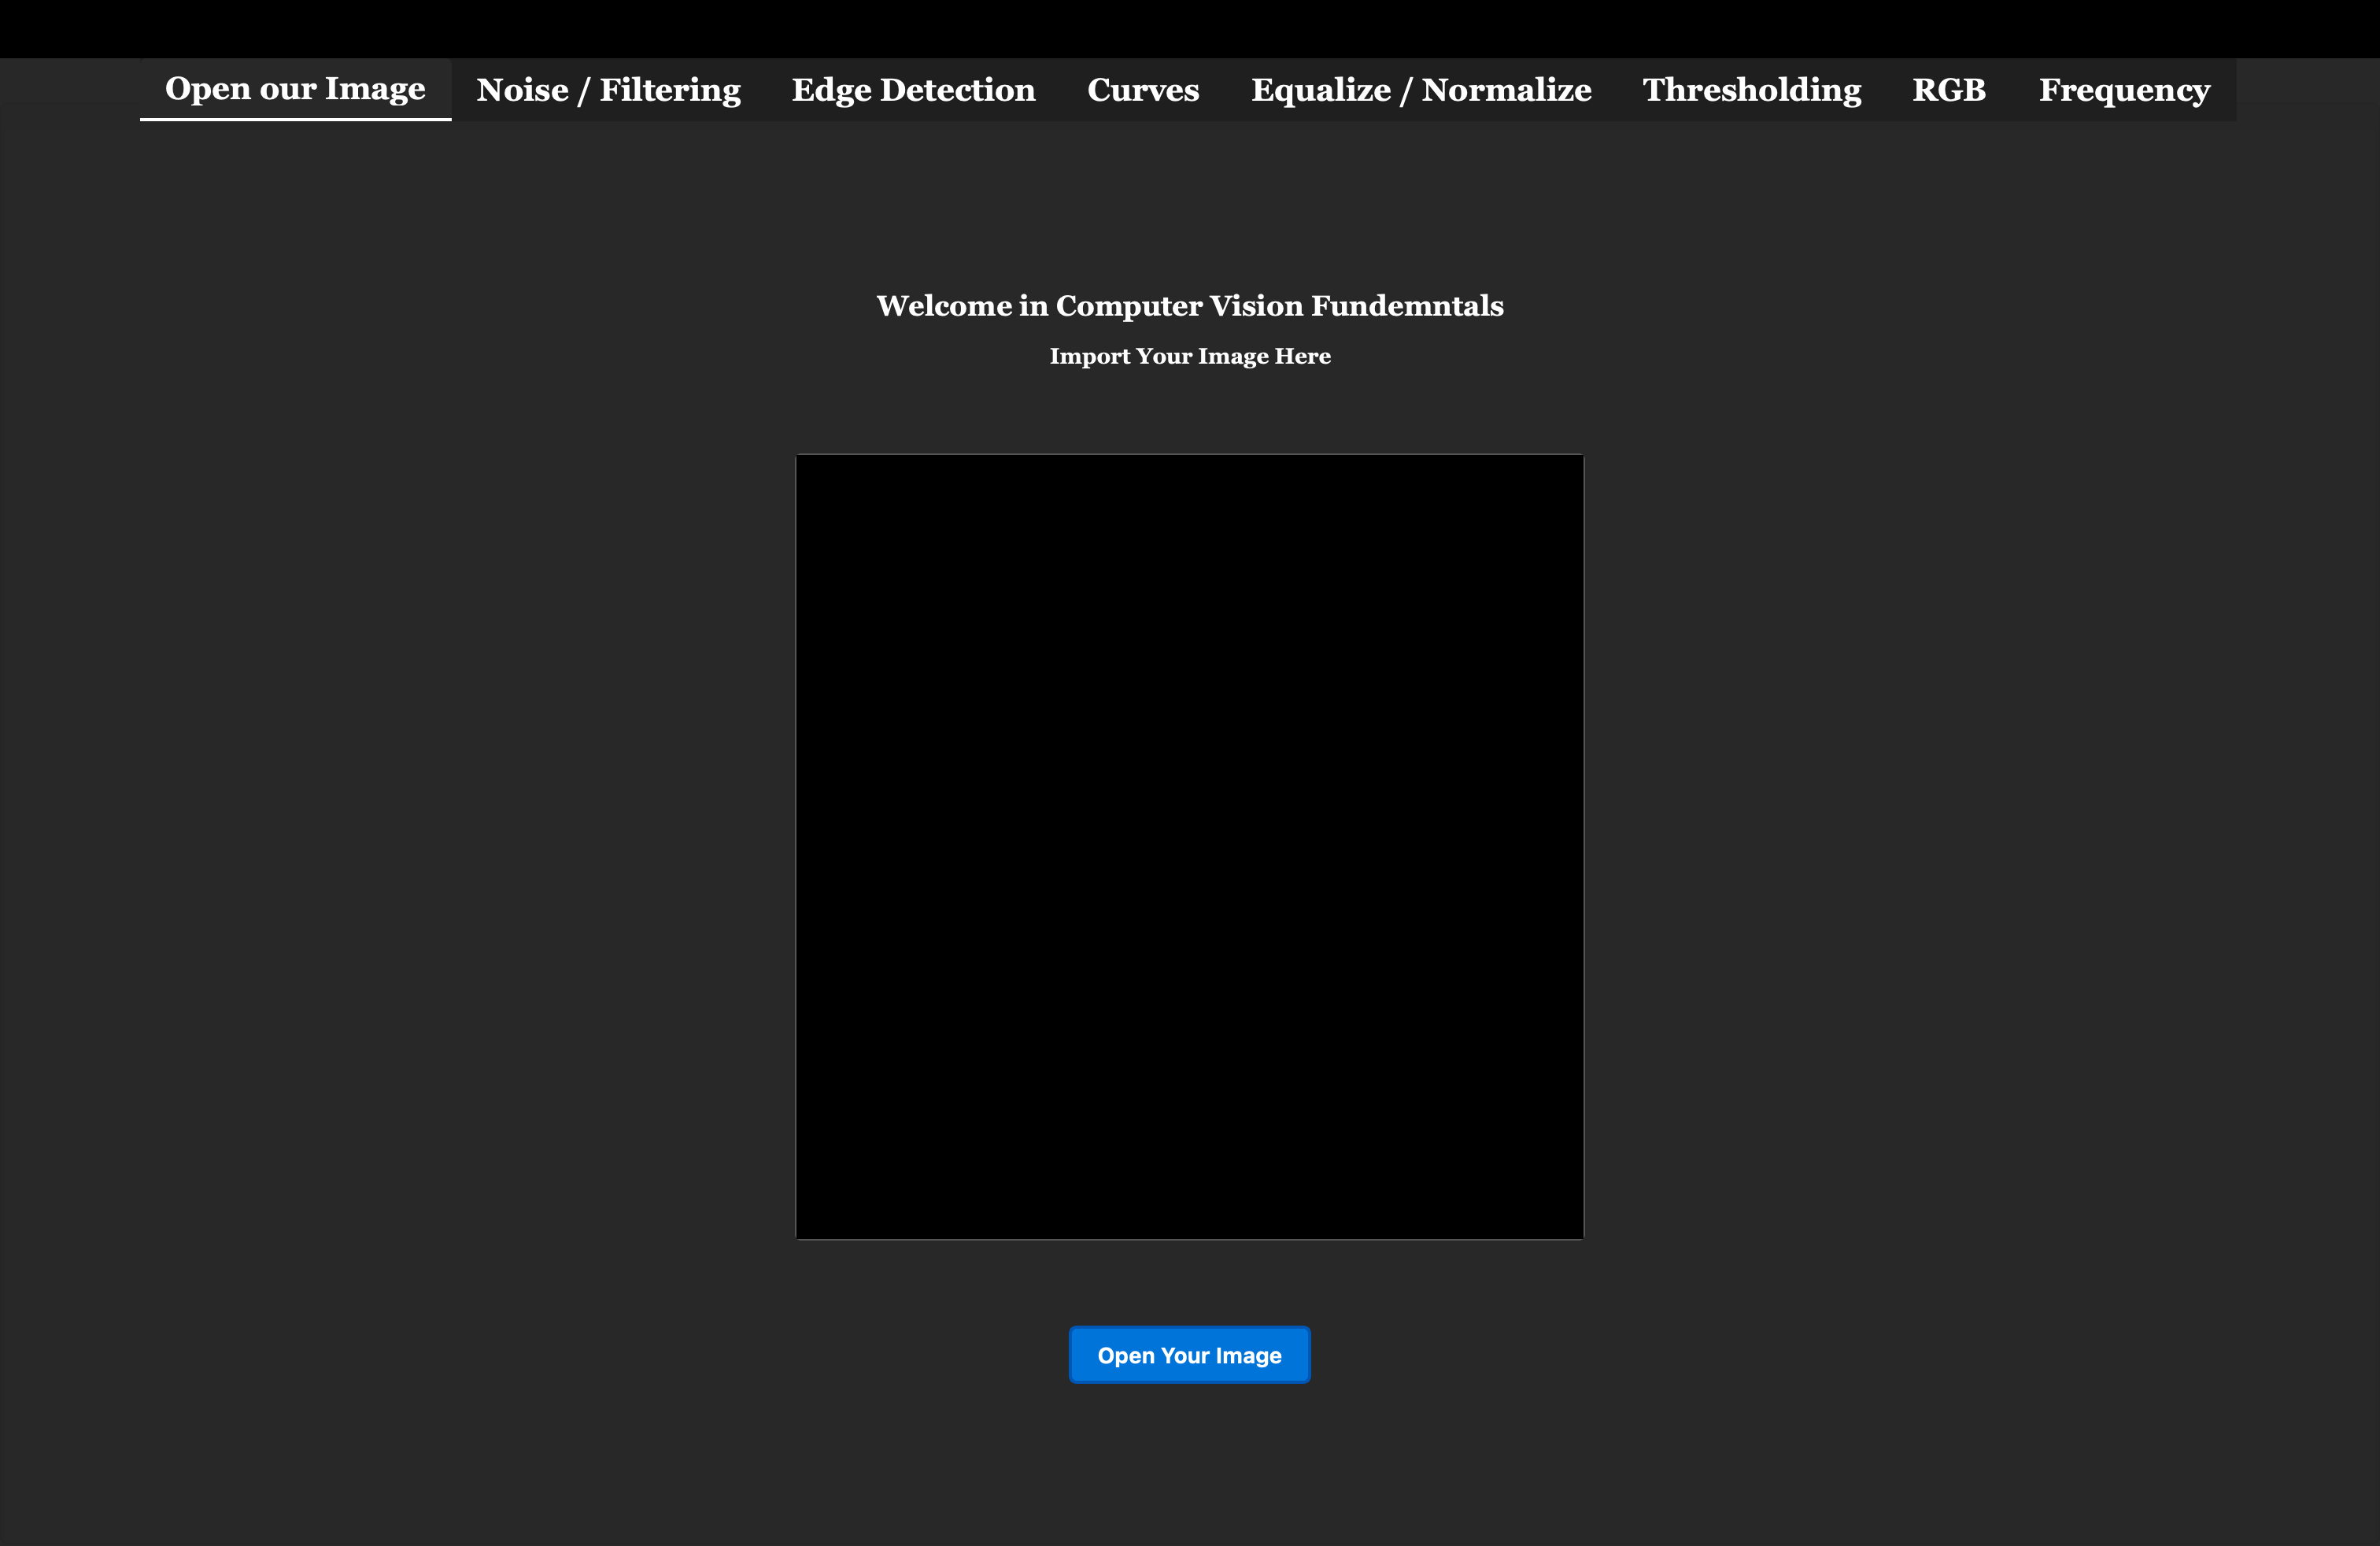 Open our Image Noise / Filtering Edge Detection Curves Equalize / Normalize Thresholding RGB Frequency
Welcome in Computer Vision Fundemntals
Import Your Image Here
Open Your Image